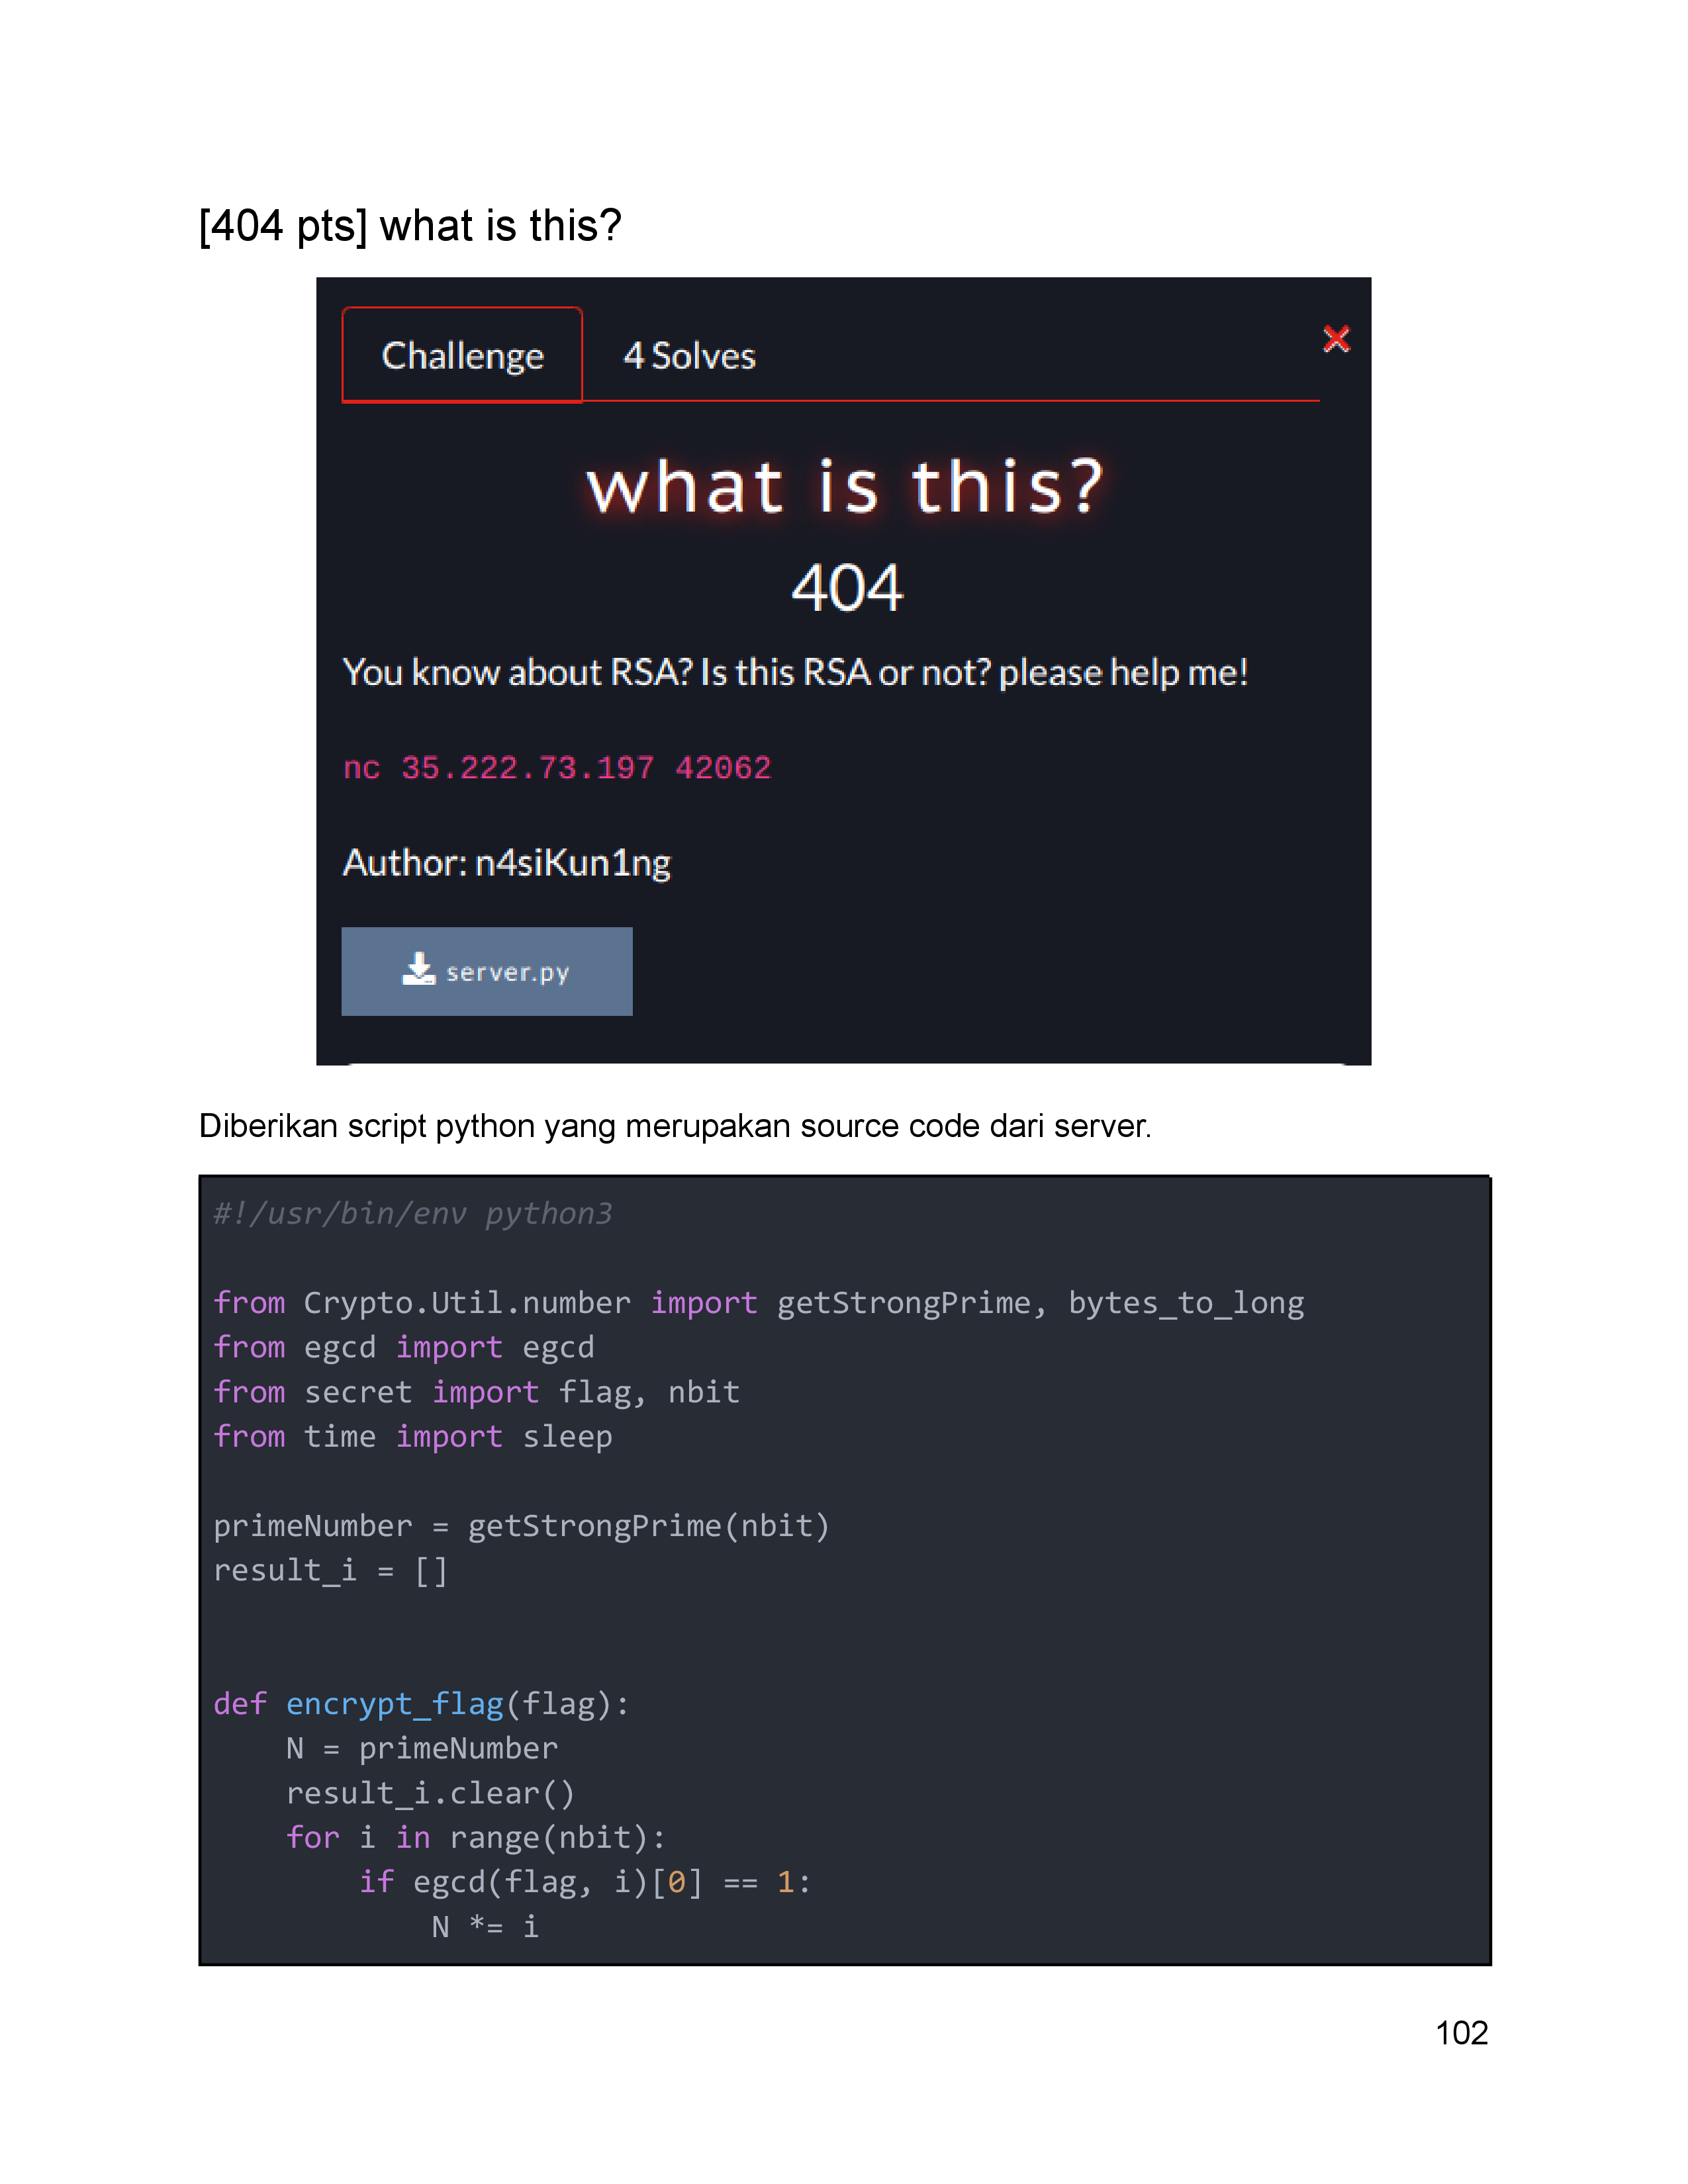 [404 pts] what is this?
Challenge
4 Solves
what is this?
404
You know about RSA? Is this RSA or not? please help me!
nc 35.222.73.197 42062
Author: n4siKun1ng
server.py
Diberikan script python yang merupakan source code dari server.
#!/usr/bin/env python3
from Crypto.Util.number import getStrongPrime, bytes_to_long
from egcd import egcd
from secret import flag, nbit
from time import sleep
primeNumber = getStrongPrime(nbit)
result_i = []
def encrypt_flag(flag):
    N = primeNumber
    result_i.clear()
    for i in range(nbit):
        if egcd(flag, i)[0] == 1:
            N *= i
102